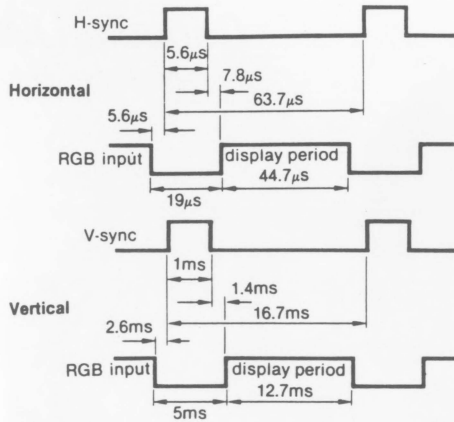 H-sync
5.6μs
7.8μs
Horizontal
63.7μs
5.6μs
RGB inpút
display period
44.7μs
19μs
V-sync
1ms
1.4ms
Vertical
16.7ms
2.6ms
RGB input
display period
12.7ms
5ms